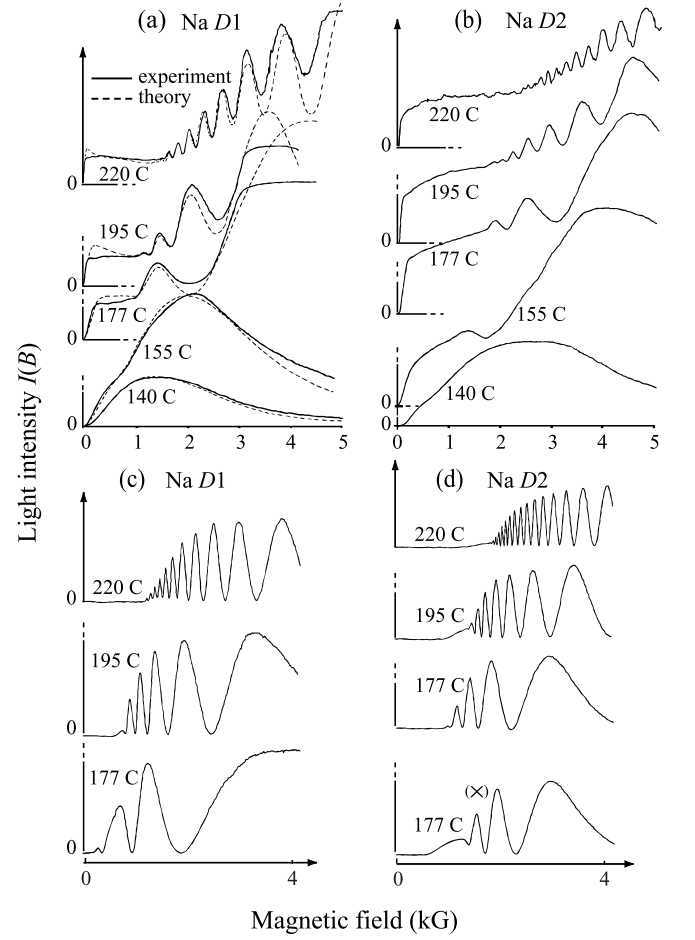 (a) Na D1
experiment
theory
220 C
0
195 C
0
177 C
0
155 C
140 C
0
0 1 2 3 4 5
(b) Na D2
220 C
0
195 C
0
177 C
0
155 C
0
140 C
0
0 1 2 3 4 5
Light intensity I(B)
(c) Na D1
220 C
0
195 C
0
177 C
0
0 4
(d) Na D2
220 C
195 C
177 C
(×)
177 C
0 4
Magnetic field (kG)